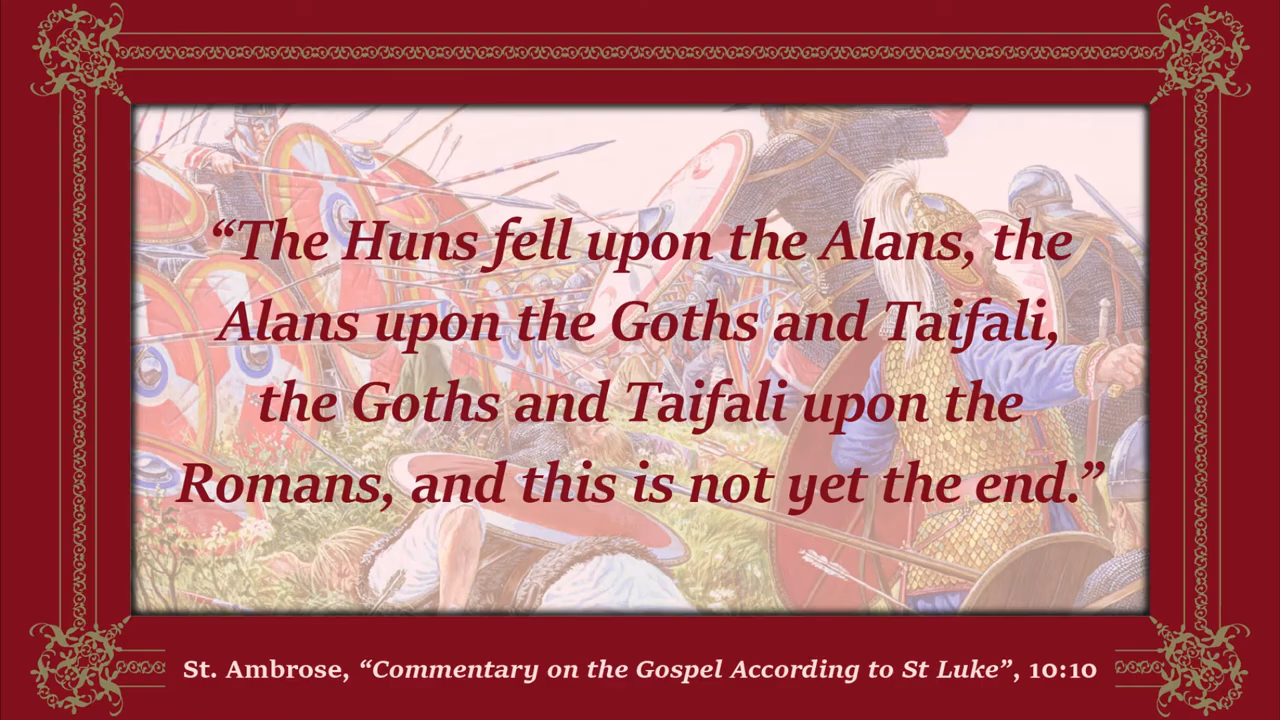 “The Huns fell upon the Alans, the
Alans upon the Goths and Taifali,
the Goths and Taifali upon the
Romans, and this is not yet the end.”
St. Ambrose, “Commentary on the Gospel According to St Luke”, 10:10